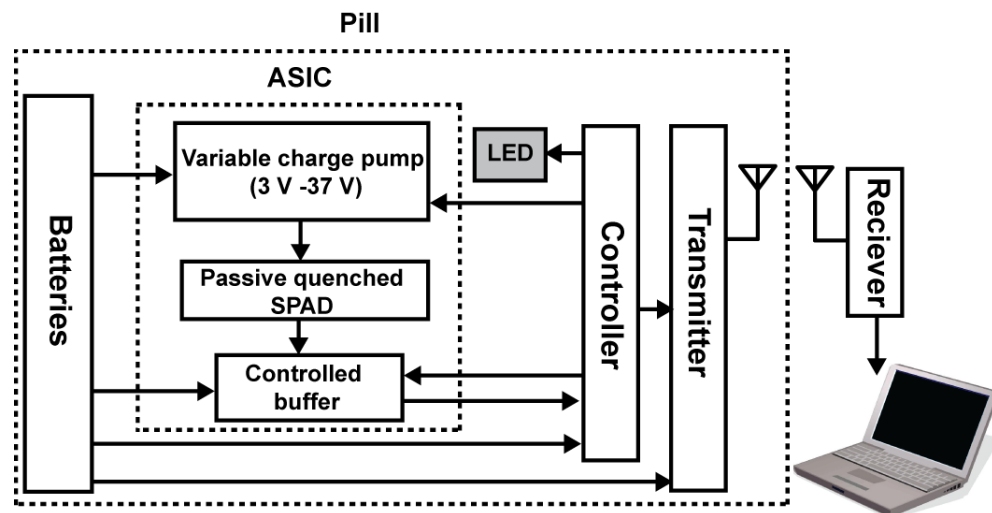 Pill
ASIC
Batteries
Variable charge pump
(3 V -37 V)
Passive quenched
SPAD
Controlled
buffer
LED
Controller
Transmitter
Reciever